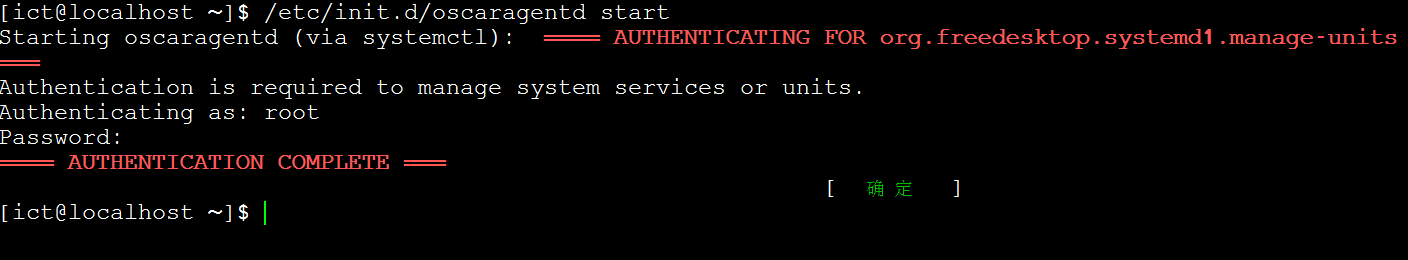 [ict@localhost ~]$ /etc/init.d/oscaragentd start
Starting oscaragentd (via systemctl):  ==== AUTHENTICATING FOR org.freedesktop.systemd1.manage-units
===
Authentication is required to manage system services or units.
Authenticating as: root
Password:
==== AUTHENTICATION COMPLETE ===
[  确定  ]
[ict@localhost ~]$